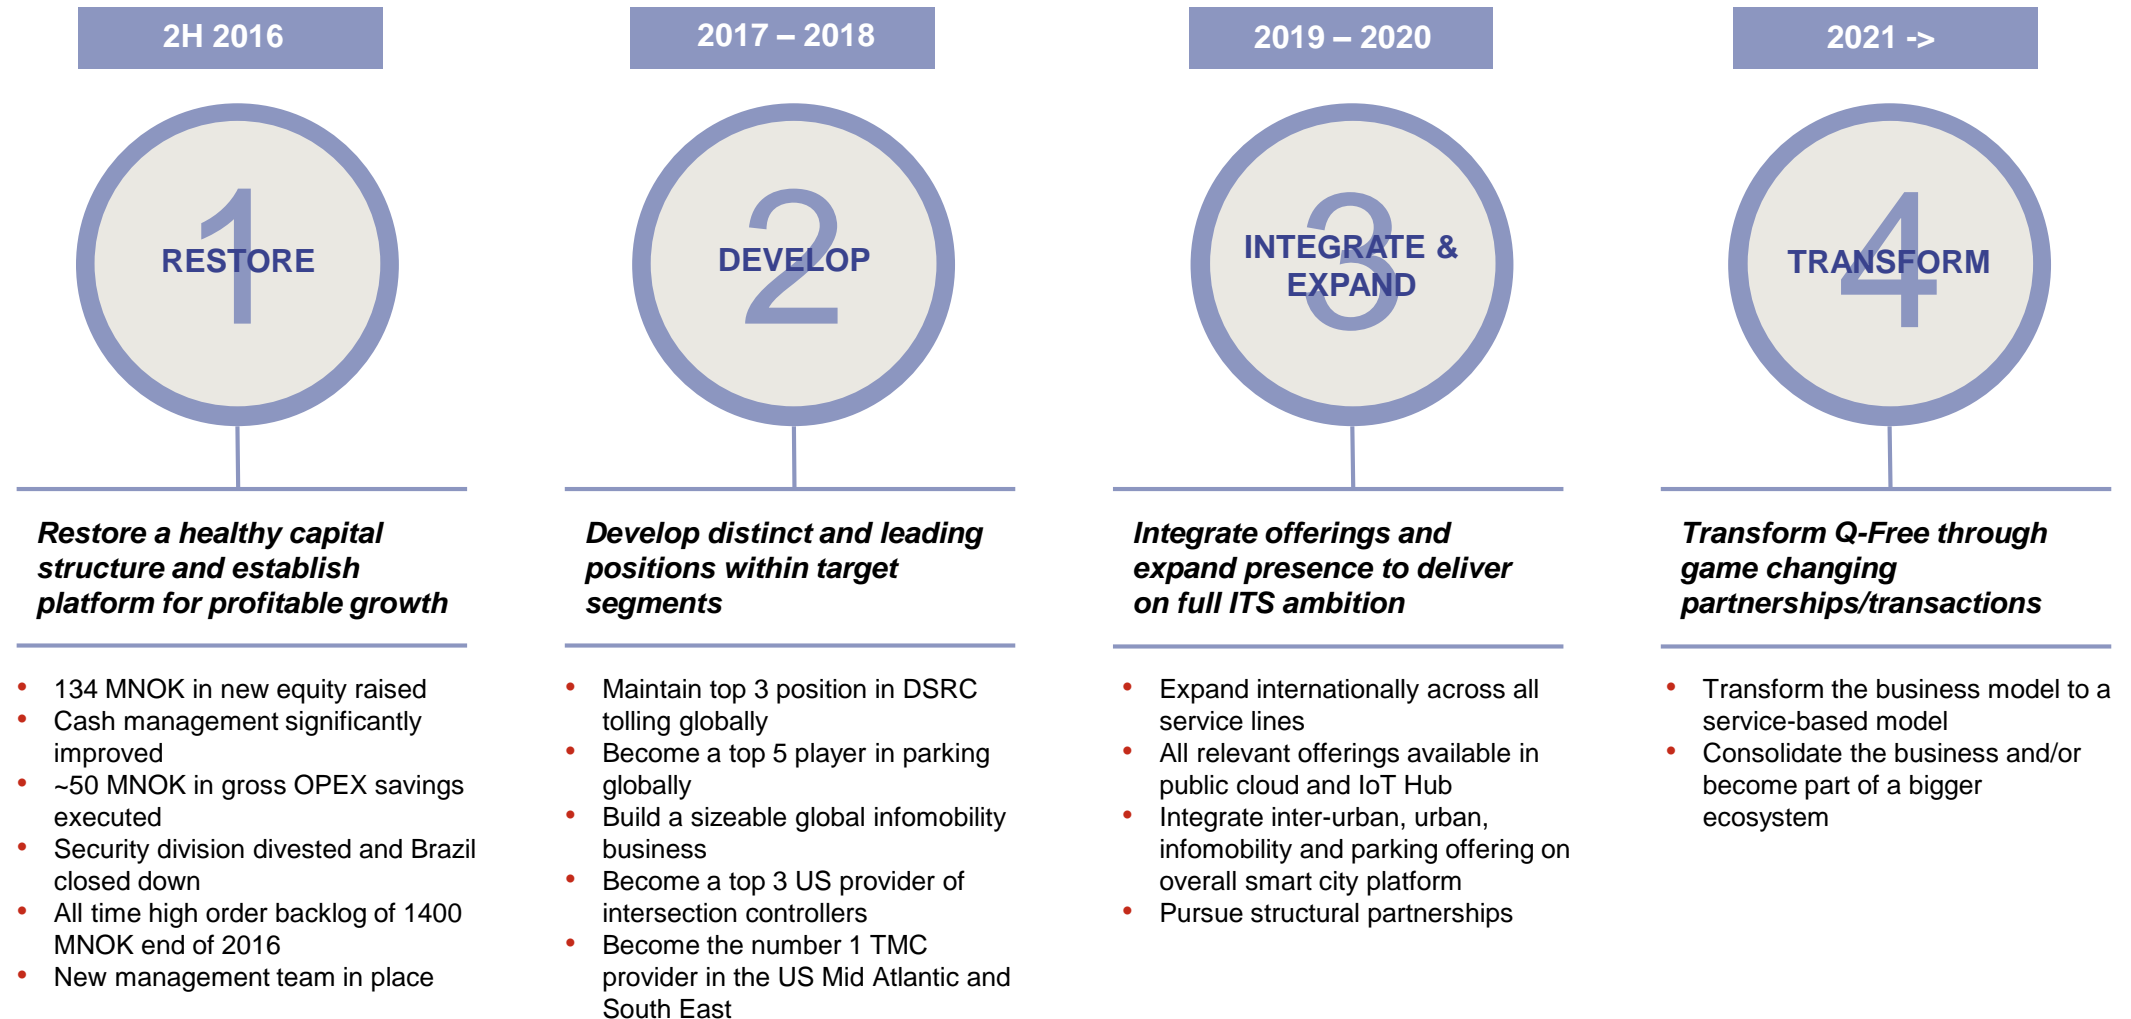 2H 2016
1
RESTORE
Restore a healthy capital
structure and establish
platform for profitable growth
• 134 MNOK in new equity raised
• Cash management significantly
improved
• ~50 MNOK in gross OPEX savings
executed
• Security division divested and Brazil
closed down
• All time high order backlog of 1400
MNOK end of 2016
• New management team in place
2017 – 2018
2
DEVELOP
Develop distinct and leading
positions within target
segments
• Maintain top 3 position in DSRC
tolling globally
• Become a top 5 player in parking
globally
• Build a sizeable global infomobility
business
• Become a top 3 US provider of
intersection controllers
• Become the number 1 TMC
provider in the US Mid Atlantic and
South East
2019 – 2020
3
INTEGRATE &
EXPAND
Integrate offerings and
expand presence to deliver
on full ITS ambition
• Expand internationally across all
service lines
• All relevant offerings available in
public cloud and IoT Hub
• Integrate inter-urban, urban,
infomobility and parking offering on
overall smart city platform
• Pursue structural partnerships
2021 ->
4
TRANSFORM
Transform Q-Free through
game changing
partnerships/transactions
• Transform the business model to a
service-based model
• Consolidate the business and/or
become part of a bigger
ecosystem